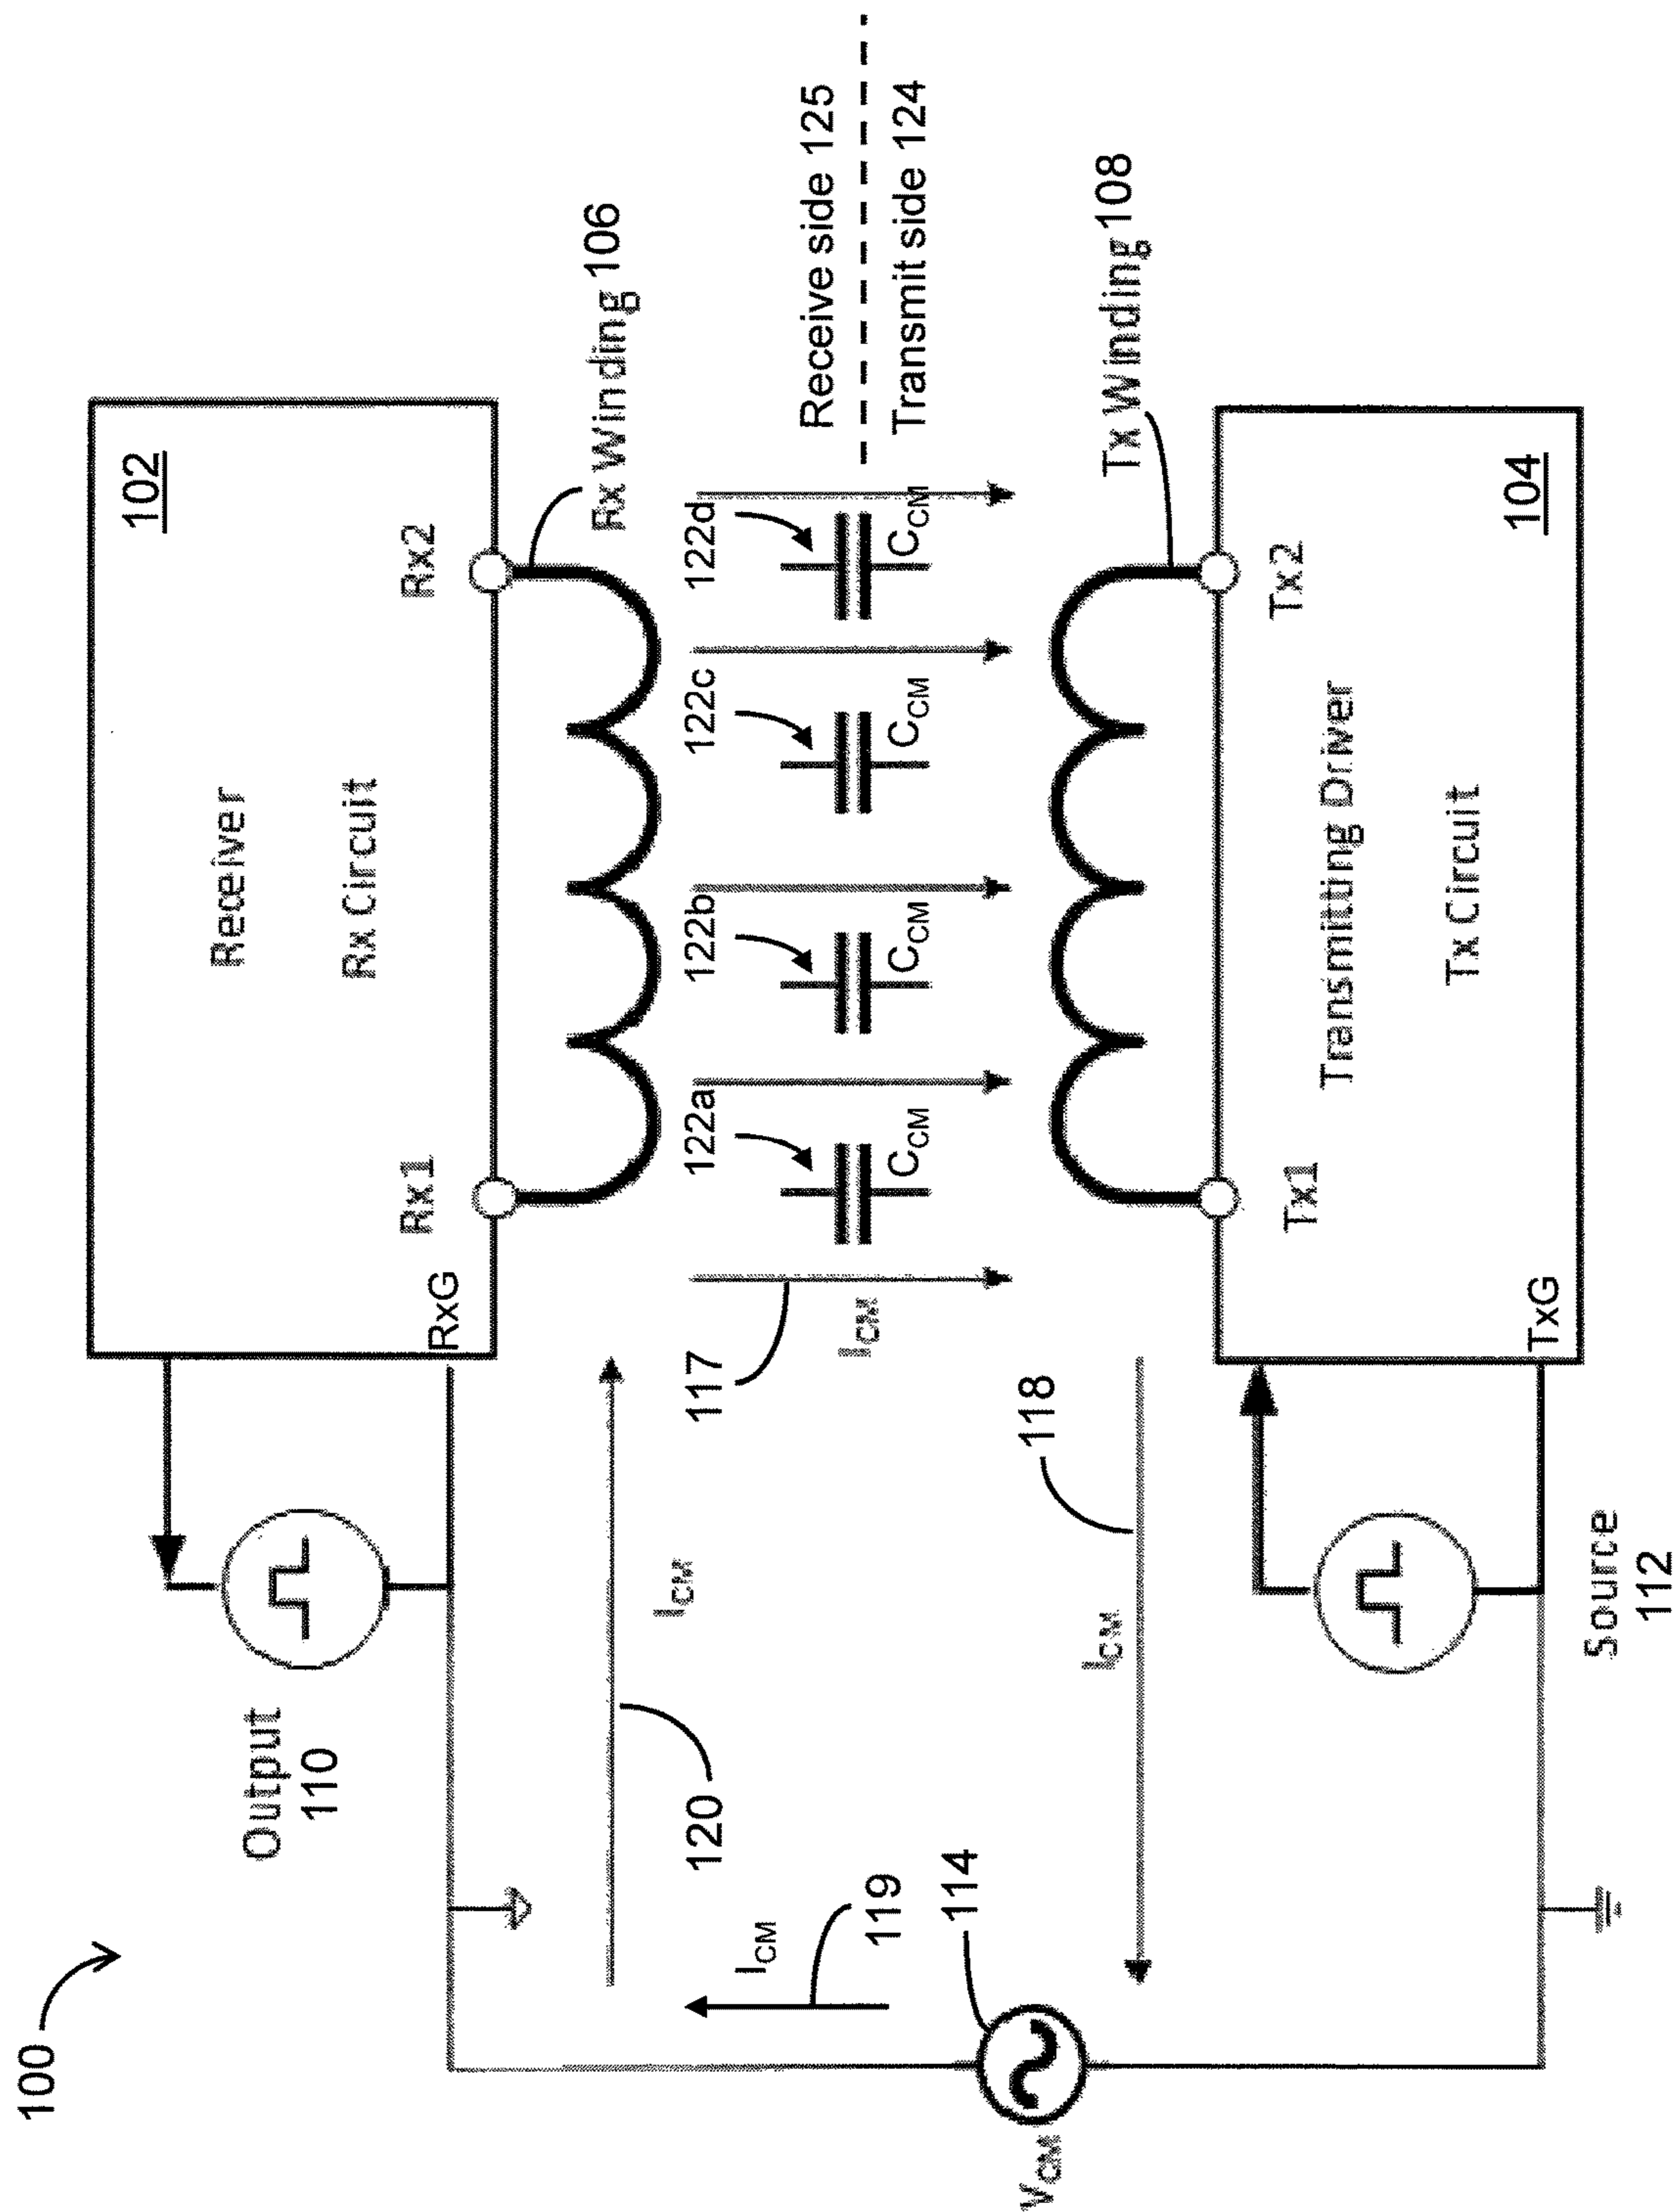 100
102
Receiver
Rx Circuit
Rx1
Rx2
RxG
Output
110
Rx Winding 106
120
I_CM
119
I_CM
114
V_CM
117
I_CM
122a
122b
122c
122d
C_CM
C_CM
C_CM
C_CM
Receive side 125
Transmit side 124
118
I_CM
Tx Winding 108
Tx1
Tx2
Transmitting Driver
Tx Circuit
104
TxG
Source
112